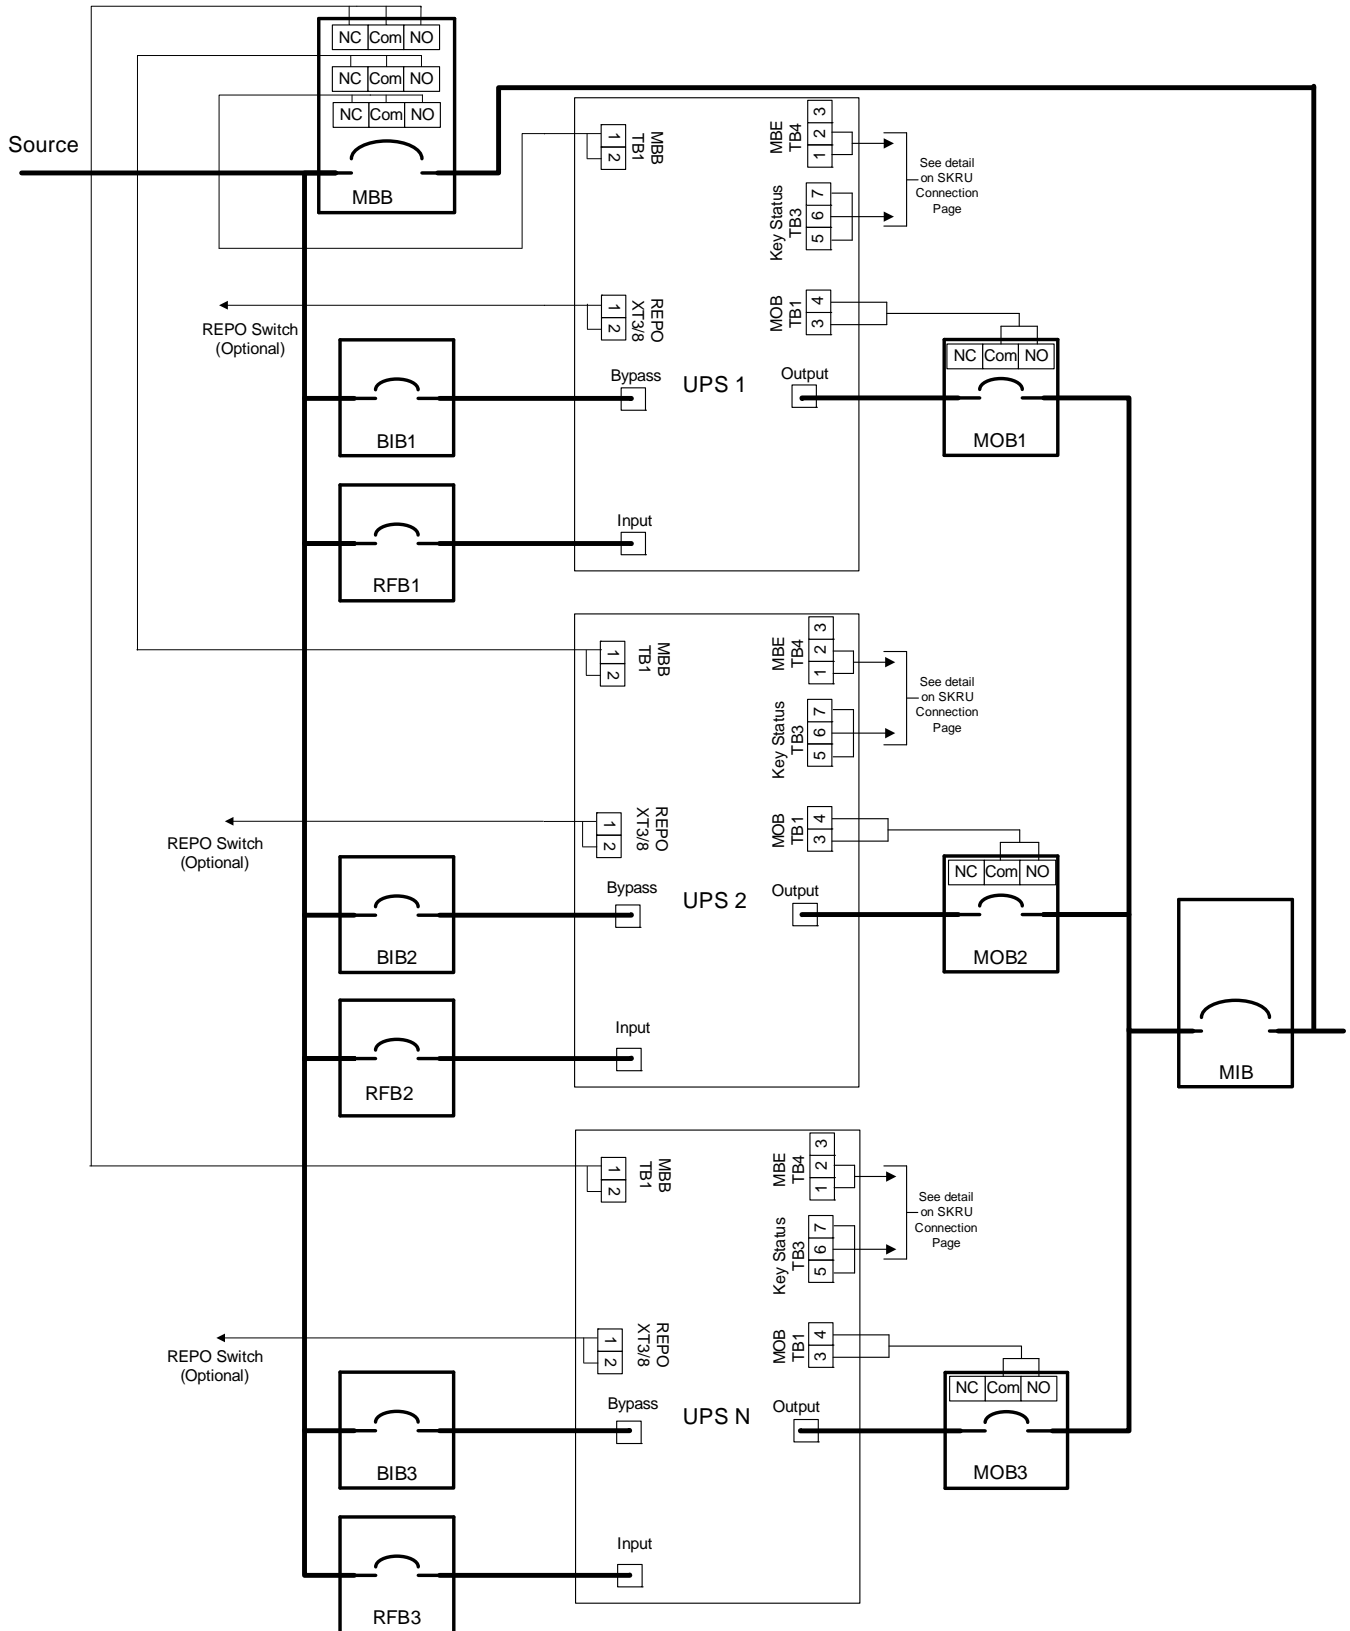 NC Com NO
NC Com NO
NC Com NO
Source
MBB
1
2
MBB
TB1
MBE
TB4
3
2
1
See detail
on SKRU
Connection
Page
Key Status
TB3
7
6
5
REPO Switch
(Optional)
1
2
REPO
XT3/8
MOB
TB1
4
3
NC Com NO
Bypass
UPS 1
Output
BIB1
MOB1
Input
RFB1
1
2
MBB
TB1
MBE
TB4
3
2
1
See detail
on SKRU
Connection
Page
Key Status
TB3
7
6
5
REPO Switch
(Optional)
1
2
REPO
XT3/8
MOB
TB1
4
3
NC Com NO
Bypass
UPS 2
Output
BIB2
MOB2
Input
RFB2
MIB
1
2
MBB
TB1
MBE
TB4
3
2
1
See detail
on SKRU
Connection
Page
Key Status
TB3
7
6
5
REPO Switch
(Optional)
1
2
REPO
XT3/8
MOB
TB1
4
3
NC Com NO
Bypass
UPS N
Output
BIB3
MOB3
Input
RFB3